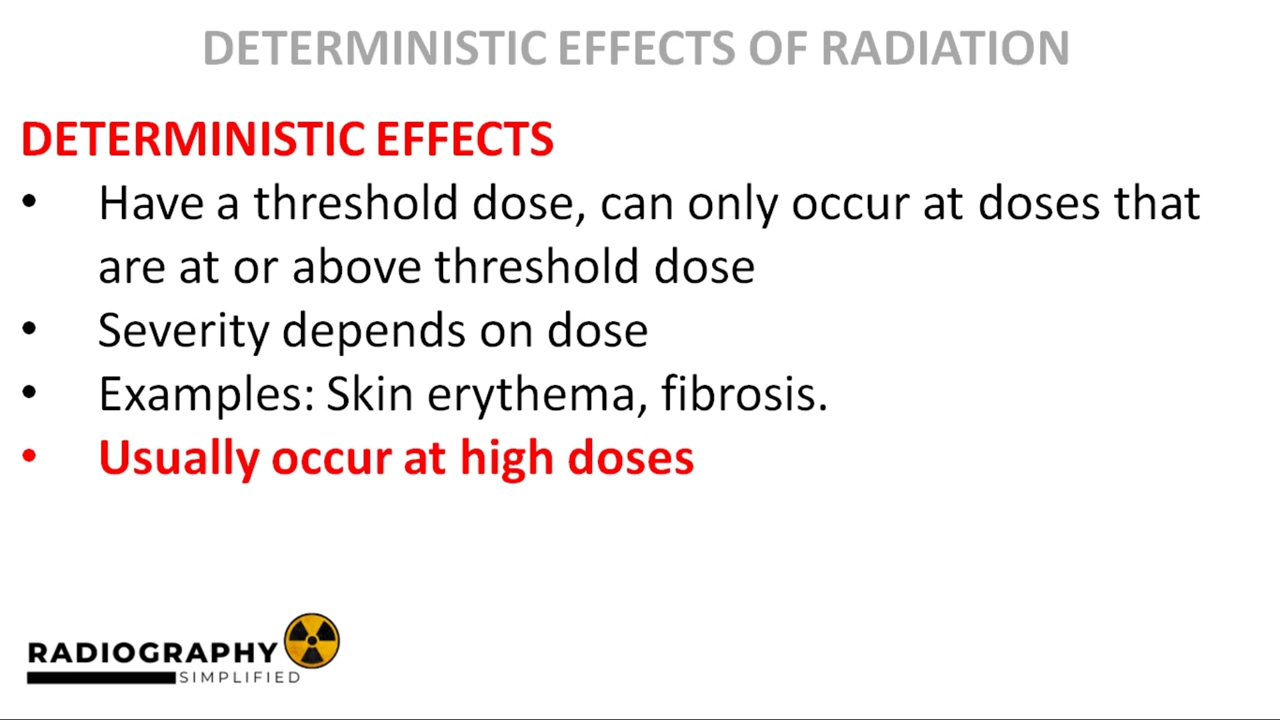 DETERMINISTIC EFFECTS OF RADIATION
DETERMINISTIC EFFECTS
• Have a threshold dose, can only occur at doses that
are at or above threshold dose
• Severity depends on dose
• Examples: Skin erythema, fibrosis.
• Usually occur at high doses
RADIOGRAPHY
SIMPLIFIED